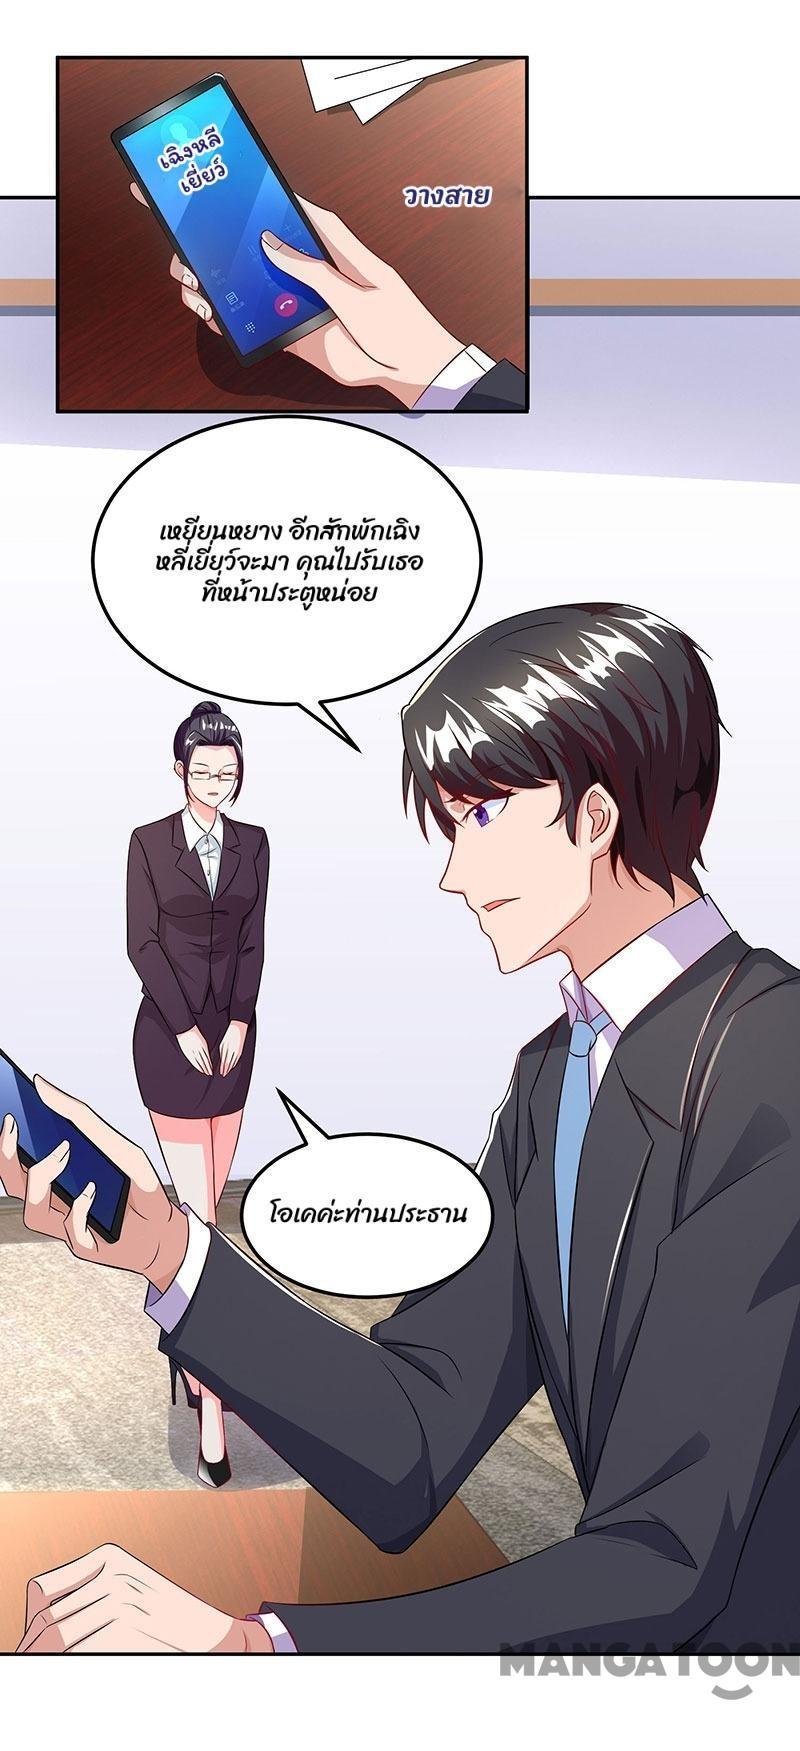 เฉิงหลี
เยี่ยว์
วางสาย
เหยียนหยาง อีกสักพักเฉิง
หลี่เยี่ยว์จะมา คุณไปรับเธอ
ที่หน้าประตูหน่อย
โอเคค่ะท่านประธาน
MANGATOON